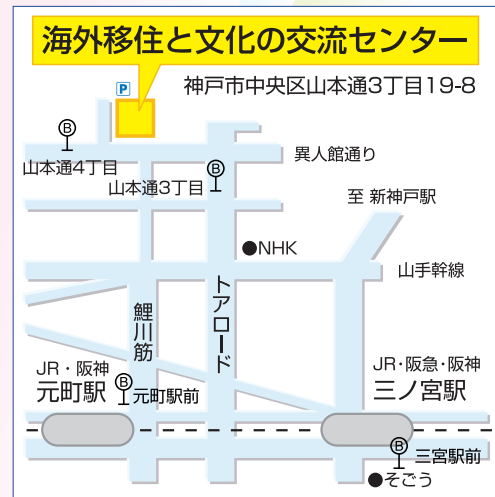 海外移住と文化の交流センター
P
神戸市中央区山本通3丁目19-8
B
山本通4丁目
異人館通り
B
山本通3丁目
至 新神戸駅
●NHK
山手幹線
鯉川筋
トアロード
JR・阪神
元町駅
B
元町駅前
JR・阪急・阪神
三ノ宮駅
B
三宮駅前
●そごう